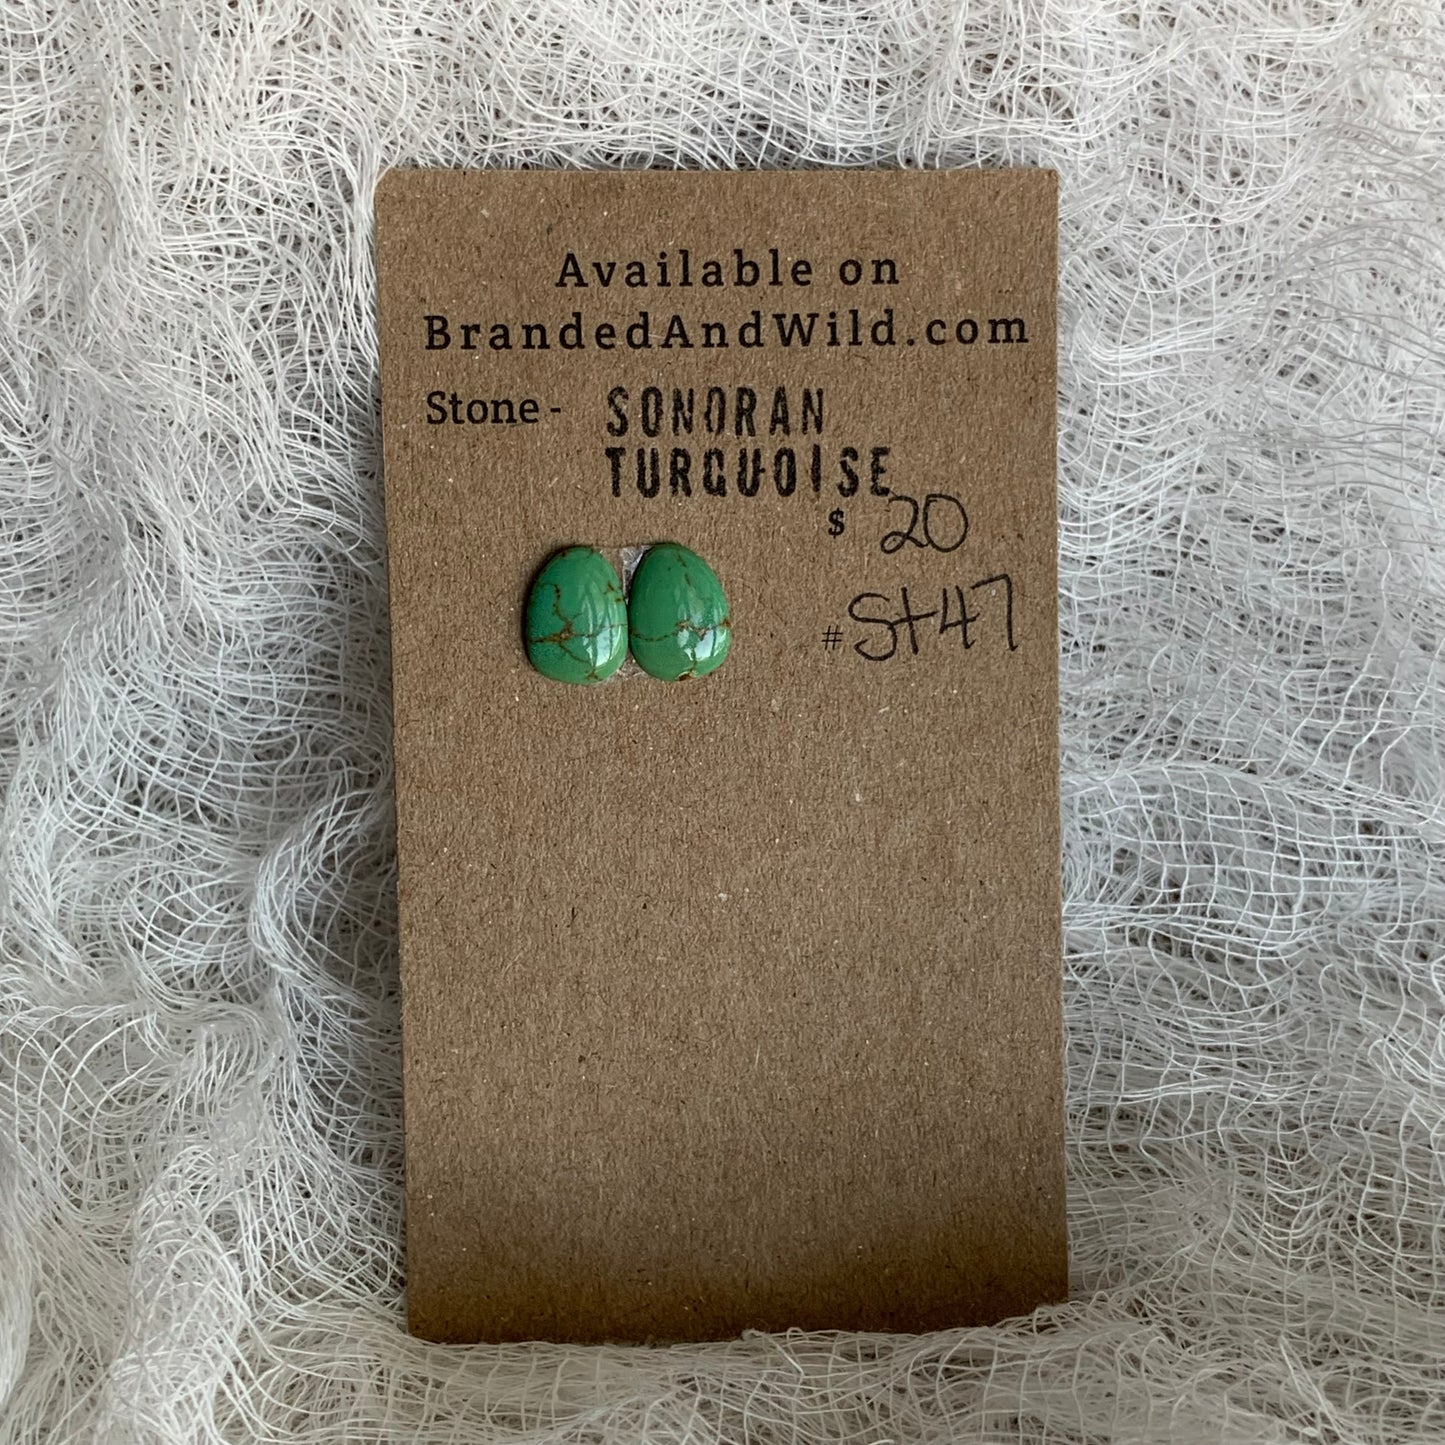 Available on
BrandedAndWild.com
Stone - SONORAN
TURQUOISE
$ 20
# St47